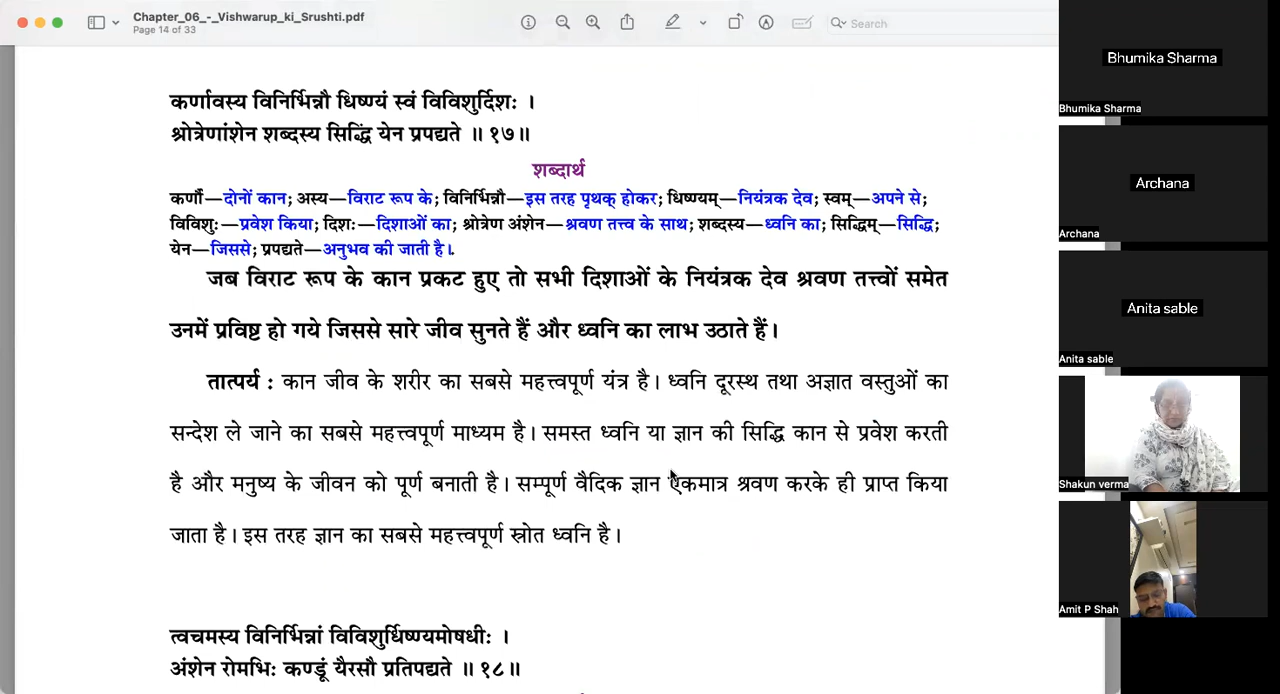 Chapter_06_-_Vishwarup_ki_Srushti.pdf
Page 14 of 33
Search
कर्णावस्य विनिर्भिन्नौ धिष्ण्यं स्वं विविशुर्दिशः ।
श्रोत्रेणांशेन शब्दस्य सिद्धिं येन प्रपद्यते ॥ १७॥
शब्दार्थ
कर्णौ—दोनों कान; अस्य—विराट रूप के; विनिर्भिन्नौ—इस तरह पृथक् होकर; धिष्ण्यम्—नियंत्रक देव; स्वम्—अपने से;
विविशुः—प्रवेश किया; दिशः—दिशाओं का; श्रोत्रेण अंशेन—श्रवण तत्त्व के साथ; शब्दस्य—ध्वनि का; सिद्धिम्—सिद्धि;
येन—जिससे; प्रपद्यते—अनुभव की जाती है।.
जब विराट रूप के कान प्रकट हुए तो सभी दिशाओं के नियंत्रक देव श्रवण तत्त्वों समेत
उनमें प्रविष्ट हो गये जिससे सारे जीव सुनते हैं और ध्वनि का लाभ उठाते हैं।
तात्पर्य : कान जीव के शरीर का सबसे महत्त्वपूर्ण यंत्र है। ध्वनि दूरस्थ तथा अज्ञात वस्तुओं का
सन्देश ले जाने का सबसे महत्त्वपूर्ण माध्यम है। समस्त ध्वनि या ज्ञान की सिद्धि कान से प्रवेश करती
है और मनुष्य के जीवन को पूर्ण बनाती है। सम्पूर्ण वैदिक ज्ञान एकमात्र श्रवण करके ही प्राप्त किया
जाता है। इस तरह ज्ञान का सबसे महत्त्वपूर्ण स्रोत ध्वनि है।
त्वचमस्य विनिर्भिन्नां विविशुर्धिष्ण्यमोषधीः ।
अंशेन रोमभिः कण्डूं यैरसौ प्रतिपद्यते ॥ १८॥
Bhumika Sharma
Bhumika Sharma
Archana
Archana
Anita sable
Anita sable
Shakun verma
Amit P Shah